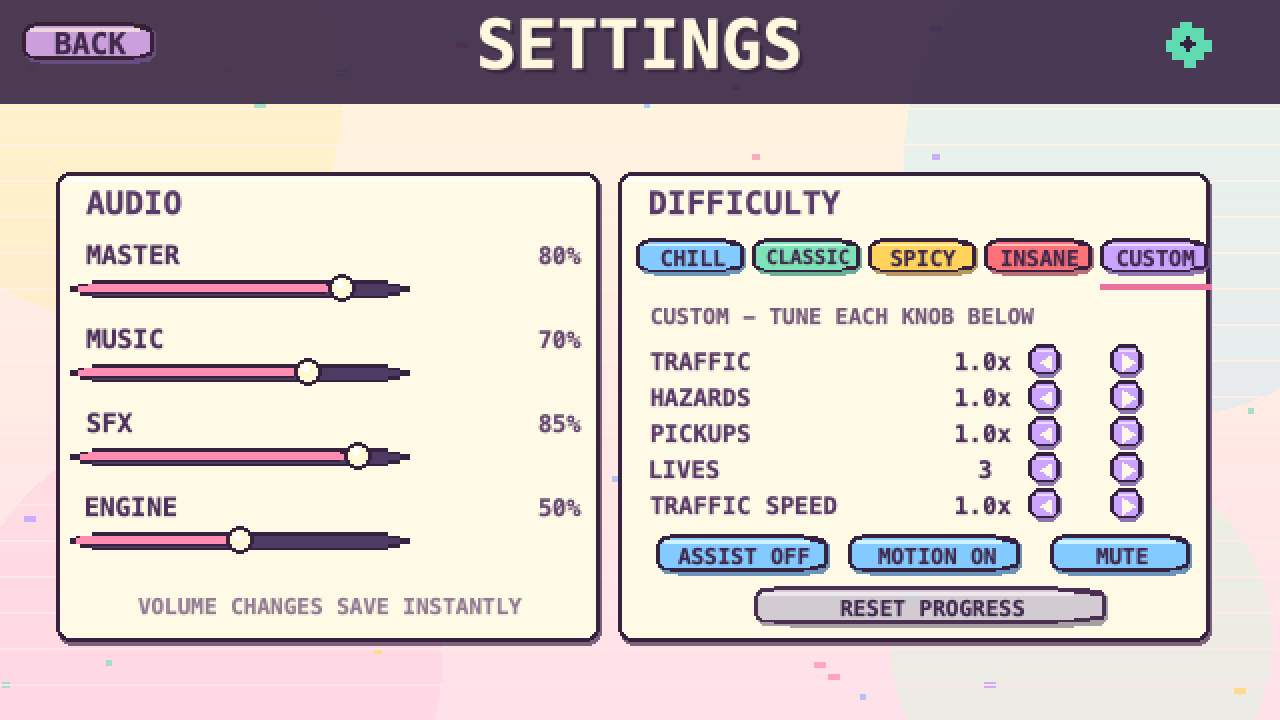 BACK
SETTINGS
AUDIO
MASTER 80%
MUSIC 70%
SFX 85%
ENGINE 50%
VOLUME CHANGES SAVE INSTANTLY
DIFFICULTY
CHILL CLASSIC SPICY INSANE CUSTOM
CUSTOM – TUNE EACH KNOB BELOW
TRAFFIC 1.0x
HAZARDS 1.0x
PICKUPS 1.0x
LIVES 3
TRAFFIC SPEED 1.0x
ASSIST OFF MOTION ON MUTE
RESET PROGRESS